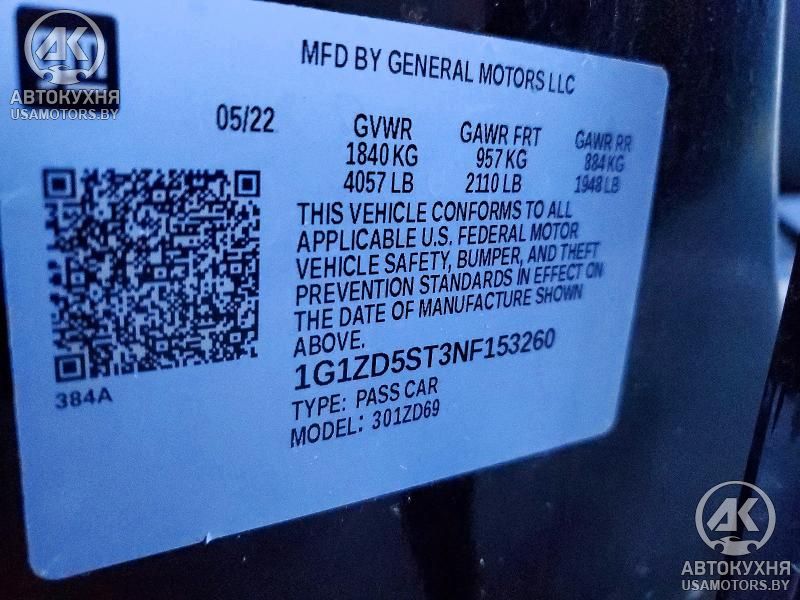 MFD BY GENERAL MOTORS LLC
05/22
GVWR GAWR FRT GAWR RR
1840 KG 957 KG 884 KG
4057 LB 2110 LB 1948 LB
THIS VEHICLE CONFORMS TO ALL
APPLICABLE U.S. FEDERAL MOTOR
VEHICLE SAFETY, BUMPER, AND THEFT
PREVENTION STANDARDS IN EFFECT ON
THE DATE OF MANUFACTURE SHOWN
ABOVE.
1G1ZD5ST3NF153260
TYPE: PASS CAR
MODEL: 301ZD69
384A
АК
АВТОКУХНЯ
USAMOTORS.BY
АК
АВТОКУХНЯ
USAMOTORS.BY